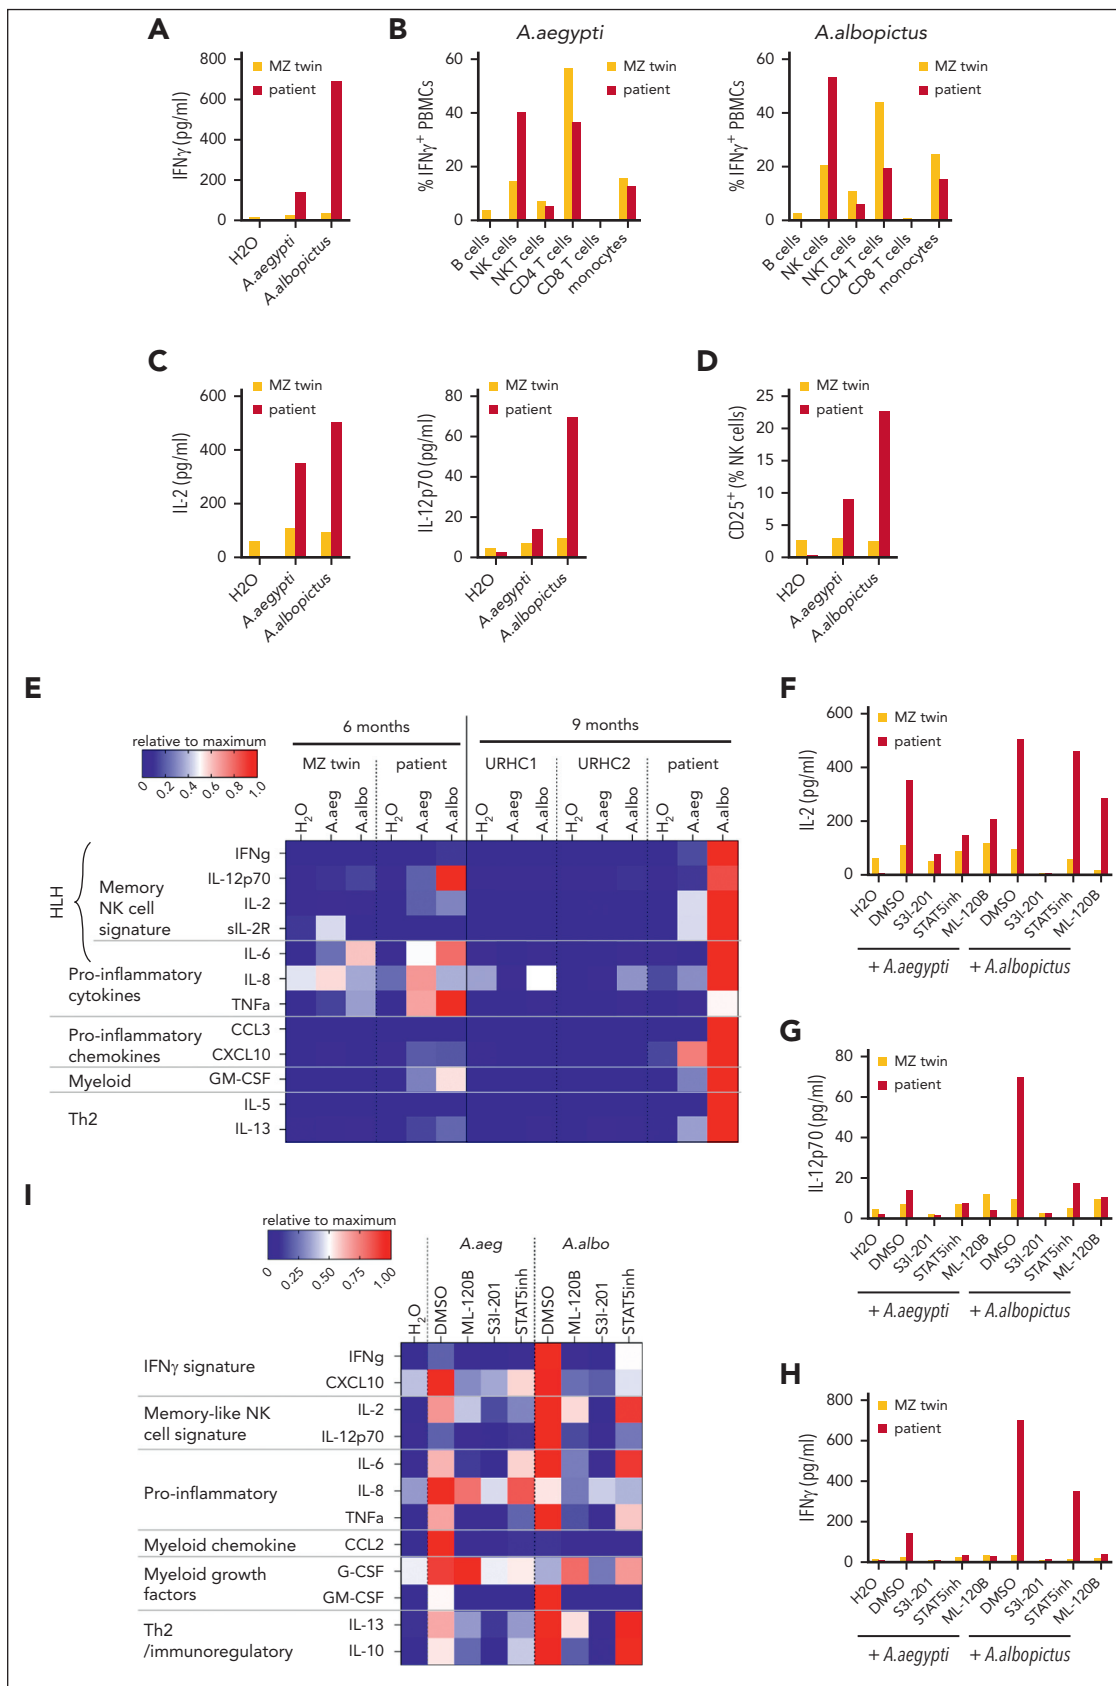 A
IFNγ (pg/ml)
800
600
400
200
0
MZ twin
patient
H2O
A.aegypti
A.albopictus
B
A.aegypti
% IFNγ+ PBMCs
60
40
20
0
MZ twin
patient
B cells
NK cells
NKT cells
CD4 T cells
CD8 T cells
monocytes
A.albopictus
% IFNγ+ PBMCs
60
40
20
0
MZ twin
patient
B cells
NK cells
NKT cells
CD4 T cells
CD8 T cells
monocytes
C
IL-2 (pg/ml)
600
400
200
0
MZ twin
patient
H2O
A.aegypti
A.albopictus
IL-12p70 (pg/ml)
80
60
40
20
0
MZ twin
patient
H2O
A.aegypti
A.albopictus
D
CD25+ (% NK cells)
25
20
15
10
5
0
MZ twin
patient
H2O
A.aegypti
A.albopictus
E
relative to maximum
0 0.2 0.4 0.6 0.8 1.0
6 months 9 months
MZ twin patient URHC1 URHC2 patient
H2O A.aeg A.albo H2O A.aeg A.albo H2O A.aeg A.albo H2O A.aeg A.albo H2O A.aeg A.albo
HLH
Memory
NK cell
signature
IFNg
IL-12p70
IL-2
sIL-2R
Pro-inflammatory
cytokines
IL-6
IL-8
TNFa
Pro-inflammatory
chemokines
CCL3
CXCL10
Myeloid
GM-CSF
Th2
IL-5
IL-13
F
IL-2 (pg/ml)
600
400
200
0
MZ twin
patient
H2O
DMSO
S3I-201
STAT5inh
ML-120B
DMSO
S3I-201
STAT5inh
ML-120B
+ A.aegypti + A.albopictus
G
IL-12p70 (pg/ml)
80
60
40
20
0
MZ twin
patient
H2O
DMSO
S3I-201
STAT5inh
ML-120B
DMSO
S3I-201
STAT5inh
ML-120B
+ A.aegypti + A.albopictus
H
IFNγ (pg/ml)
800
600
400
200
0
MZ twin
patient
H2O
DMSO
S3I-201
STAT5inh
ML-120B
DMSO
S3I-201
STAT5inh
ML-120B
+ A.aegypti + A.albopictus
I
relative to maximum
0 0.25 0.50 0.75 1.00
A.aeg A.albo
H2O DMSO ML-120B S3I-201 STAT5inh DMSO ML-120B S3I-201 STAT5inh
IFNγ signature
IFNg
CXCL10
Memory-like NK
cell signature
IL-2
IL-12p70
Pro-inflammatory
IL-6
IL-8
TNFa
Myeloid chemokine
CCL2
Myeloid growth
factors
G-CSF
GM-CSF
Th2
/immunoregulatory
IL-13
IL-10